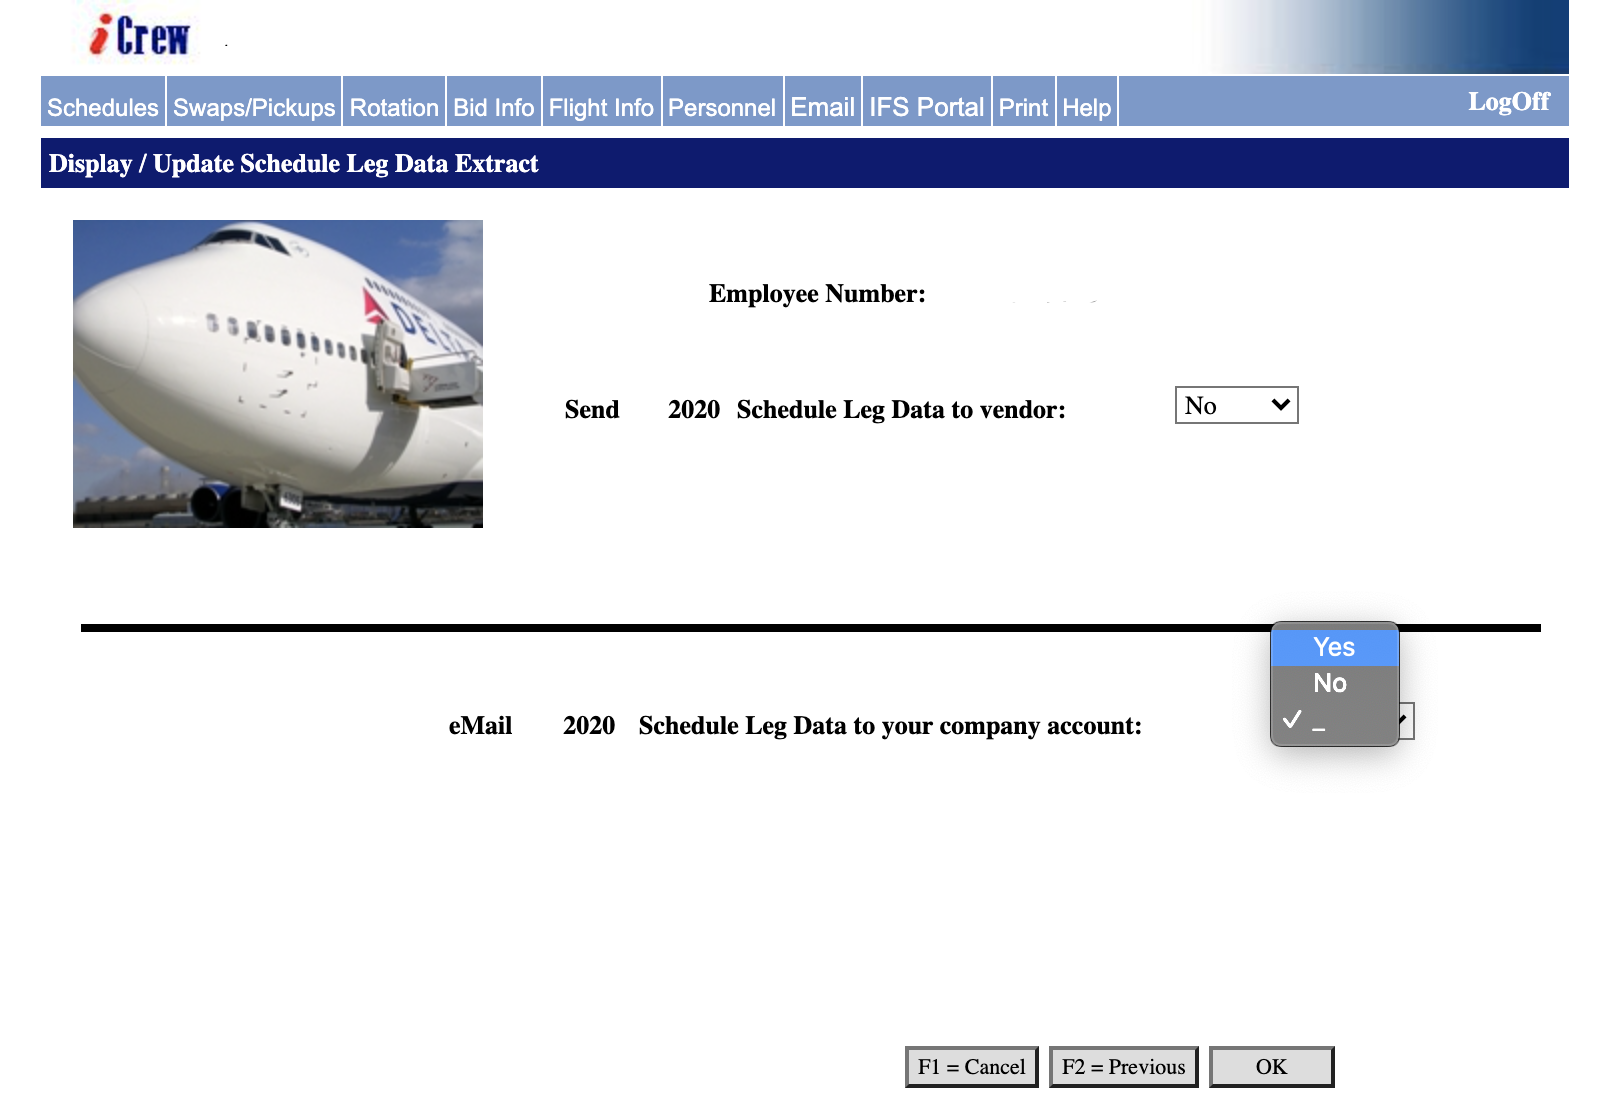 iCrew
Schedules Swaps/Pickups Rotation Bid Info Flight Info Personnel Email IFS Portal Print Help LogOff
Display / Update Schedule Leg Data Extract
DELTA
Employee Number:
Send 2020 Schedule Leg Data to vendor: No
Yes
No
✓ _
eMail 2020 Schedule Leg Data to your company account:
F1 = Cancel F2 = Previous OK